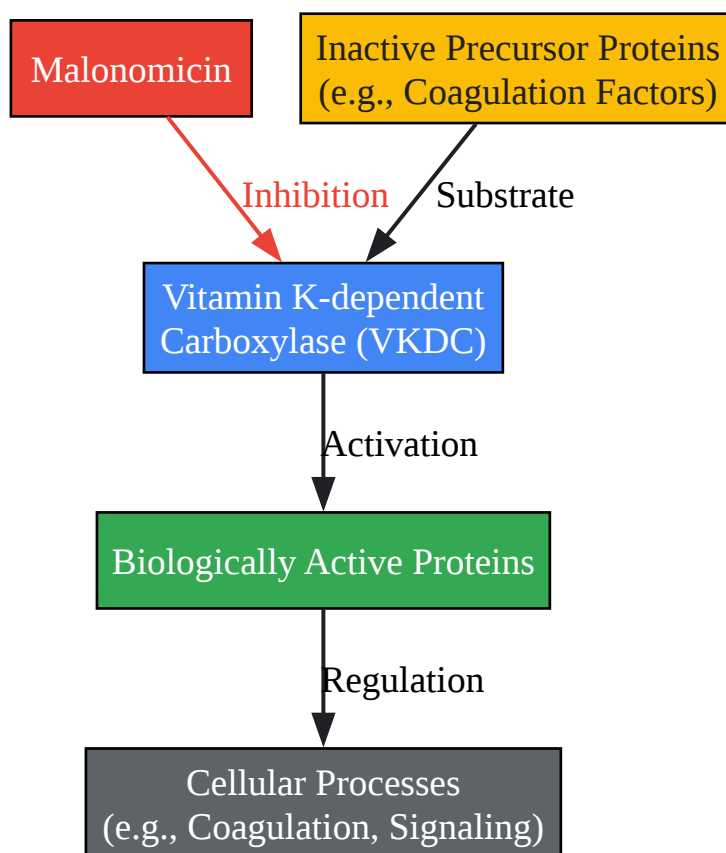 Malonomicin
Inactive Precursor Proteins
(e.g., Coagulation Factors)
Inhibition
Substrate
Vitamin K-dependent
Carboxylase (VKDC)
Activation
Biologically Active Proteins
Regulation
Cellular Processes
(e.g., Coagulation, Signaling)